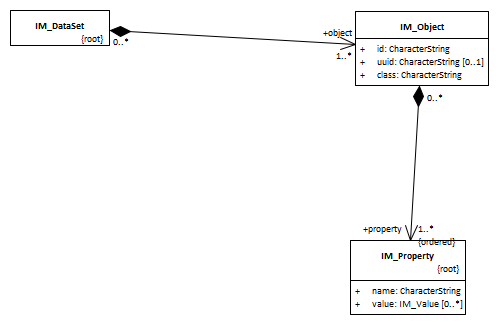 IM_DataSet
{root}
0..*
+object
1..*
IM_Object
+ id: CharacterString
+ uuid: CharacterString [0..1]
+ class: CharacterString
0..*
+property
1..*
{ordered}
IM_Property
{root}
+ name: CharacterString
+ value: IM_Value [0..*]